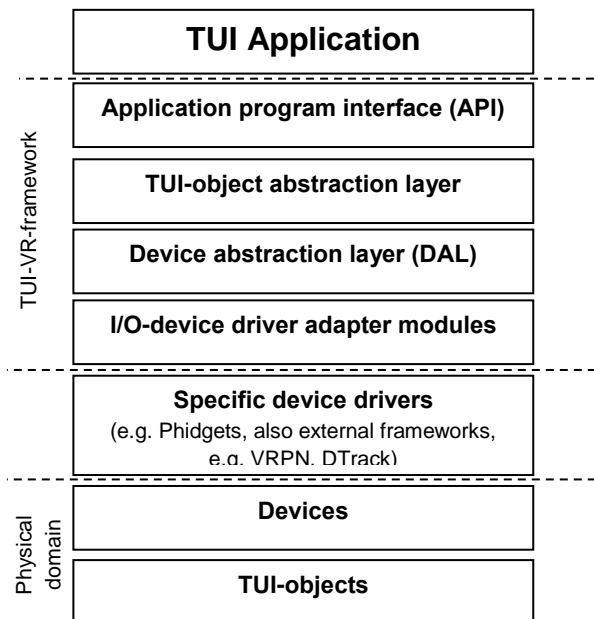 TUI Application
TUI-VR-framework
Application program interface (API)
TUI-object abstraction layer
Device abstraction layer (DAL)
I/O-device driver adapter modules
Specific device drivers
(e.g. Phidgets, also external frameworks,
e.g. VRPN, DTrack)
Physical
domain
Devices
TUI-objects